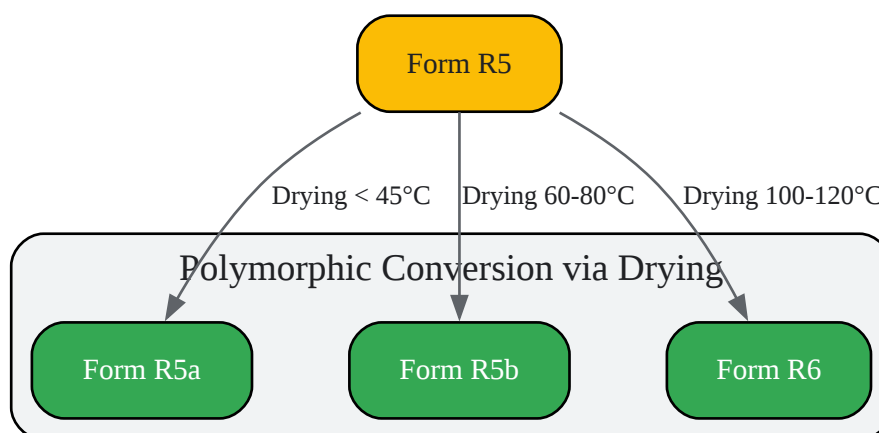 Form R5
Drying < 45°C
Drying 60-80°C
Drying 100-120°C
Polymorphic Conversion via Drying
Form R5a
Form R5b
Form R6